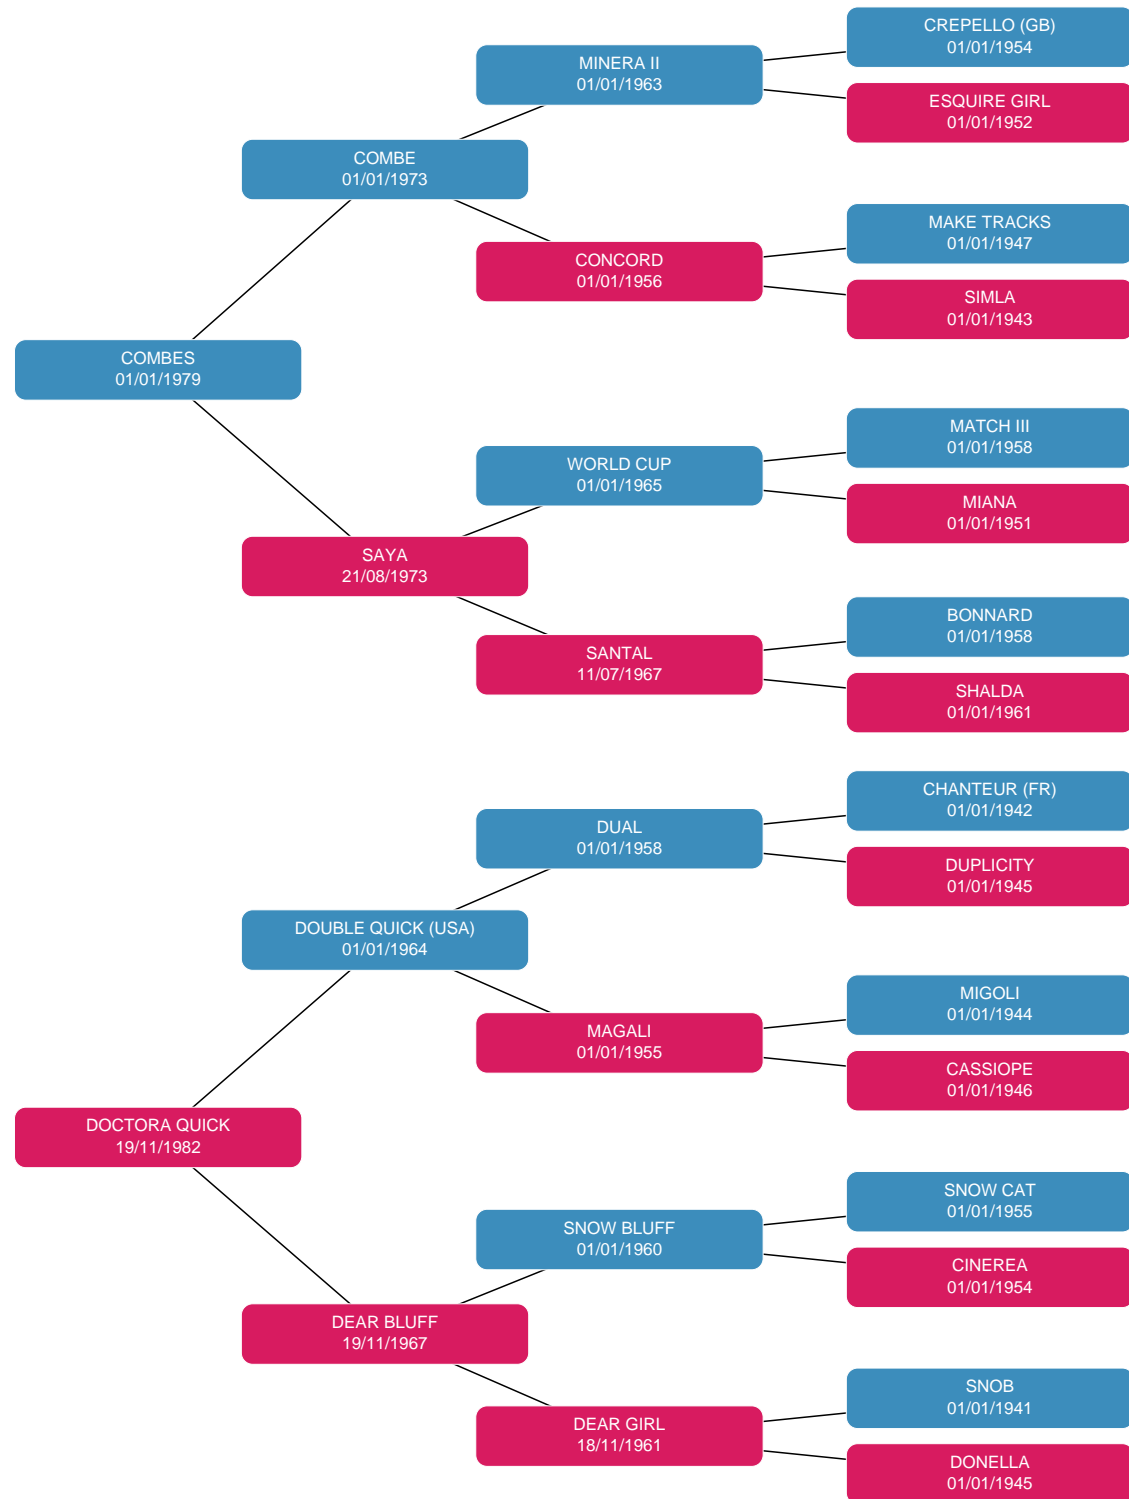 CREPELLO (GB)
01/01/1954
MINERA II
01/01/1963
ESQUIRE GIRL
01/01/1952
COMBE
01/01/1973
MAKE TRACKS
01/01/1947
CONCORD
01/01/1956
SIMLA
01/01/1943
COMBES
01/01/1979
MATCH III
01/01/1958
WORLD CUP
01/01/1965
MIANA
01/01/1951
SAYA
21/08/1973
BONNARD
01/01/1958
SANTAL
11/07/1967
SHALDA
01/01/1961
CHANTEUR (FR)
01/01/1942
DUAL
01/01/1958
DUPLICITY
01/01/1945
DOUBLE QUICK (USA)
01/01/1964
MIGOLI
01/01/1944
MAGALI
01/01/1955
CASSIOPE
01/01/1946
DOCTORA QUICK
19/11/1982
SNOW CAT
01/01/1955
SNOW BLUFF
01/01/1960
CINEREA
01/01/1954
DEAR BLUFF
19/11/1967
SNOB
01/01/1941
DEAR GIRL
18/11/1961
DONELLA
01/01/1945